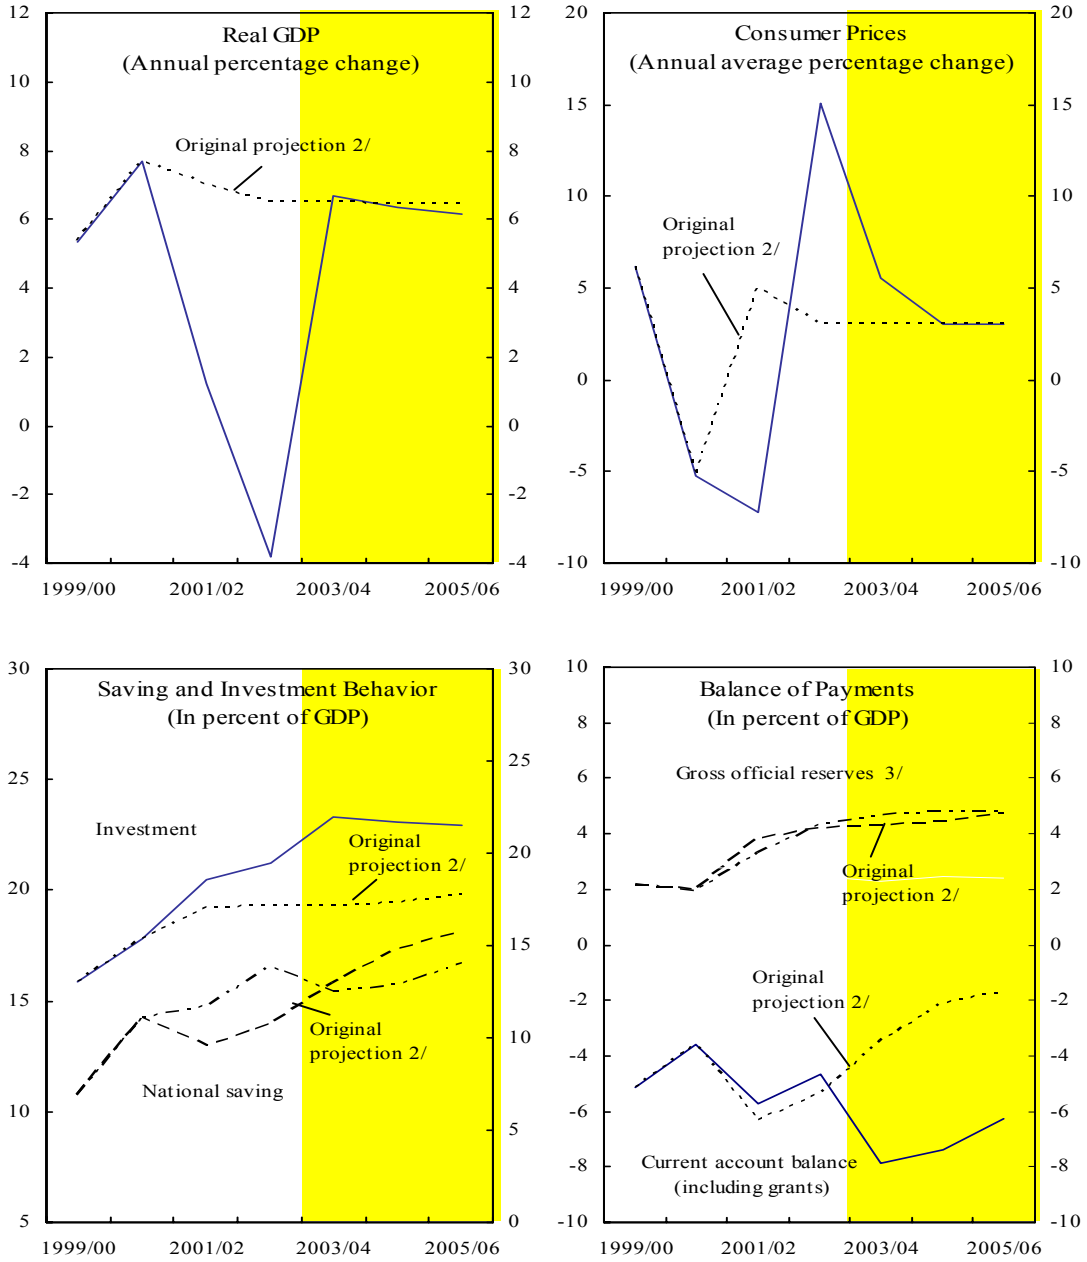 Real GDP
(Annual percentage change)
12
10
8
6
4
2
0
-2
-4
12
10
8
6
4
2
0
-2
-4
Original projection 2/
1999/00 2001/02 2003/04 2005/06
Consumer Prices
(Annual average percentage change)
20
15
10
5
0
-5
-10
20
15
10
5
0
-5
-10
Original
projection 2/
1999/00 2001/02 2003/04 2005/06
Saving and Investment Behavior
(In percent of GDP)
30
25
20
15
10
5
30
25
20
15
10
5
0
Investment
Original
projection 2/
Original
projection 2/
National saving
1999/00 2001/02 2003/04 2005/06
Balance of Payments
(In percent of GDP)
10
8
6
4
2
0
-2
-4
-6
-8
-10
10
8
6
4
2
0
-2
-4
-6
-8
-10
Gross official reserves 3/
Original
projection 2/
Original
projection 2/
Current account balance
(including grants)
1999/00 2001/02 2003/04 2005/06